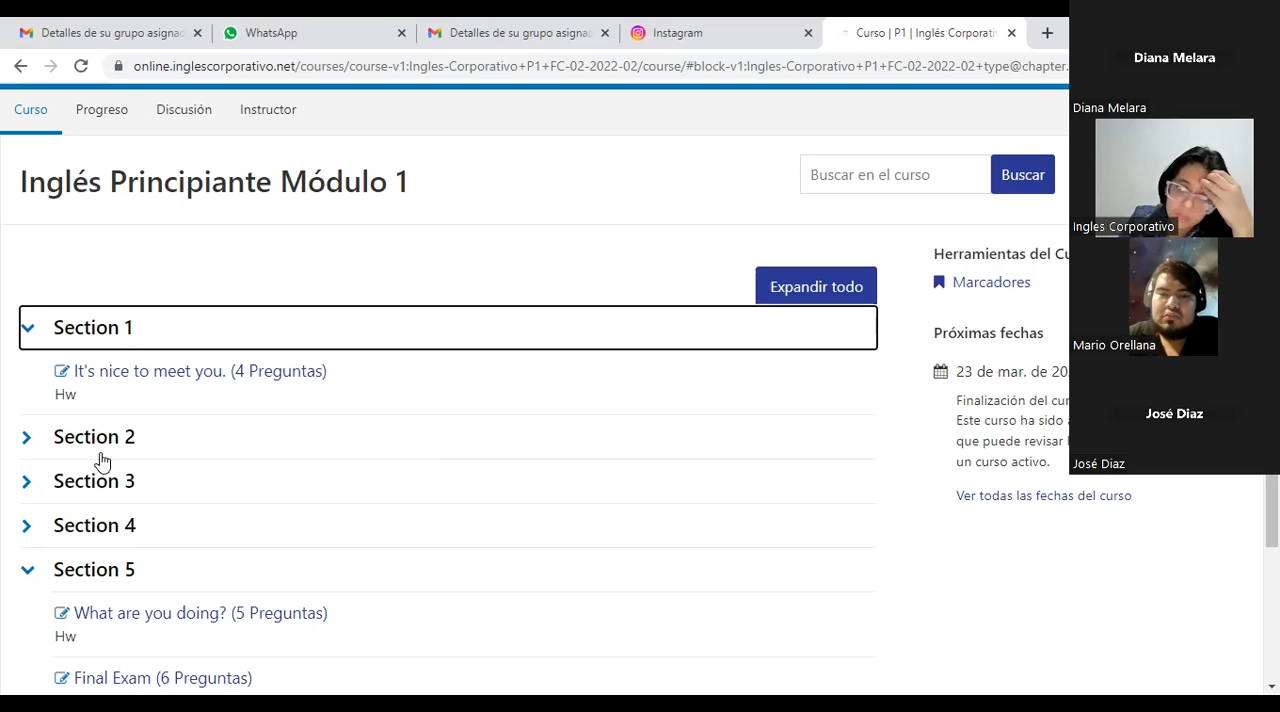 Detalles de su grupo asigna
WhatsApp
Detalles de su grupo asigna
Instagram
Curso | P1 | Inglés Corporati
online.inglescorporativo.net/courses/course-v1:Ingles-Corporativo+P1+FC-02-2022-02/course/#block-v1:Ingles-Corporativo+P1+FC-02-2022-02+type@chapter.
Curso
Progreso
Discusión
Instructor
Inglés Principiante Módulo 1
Buscar en el curso
Buscar
Expandir todo
Section 1
It's nice to meet you. (4 Preguntas)
Hw
Section 2
Section 3
Section 4
Section 5
What are you doing? (5 Preguntas)
Hw
Final Exam (6 Preguntas)
Herramientas del Cu
Marcadores
Próximas fechas
23 de mar. de 20
Finalización del cur
Este curso ha sido
que puede revisar
un curso activo.
Ver todas las fechas del curso
Diana Melara
Diana Melara
Ingles Corporativo
Mario Orellana
José Diaz
José Diaz